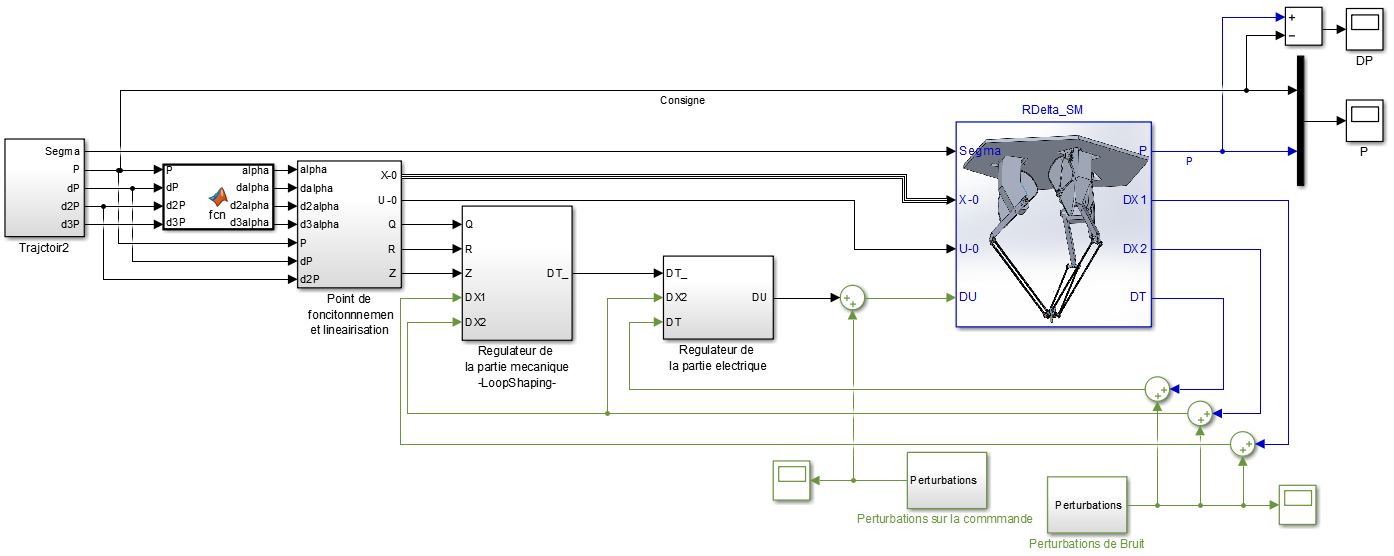 +
−
DP
Consigne
P
RDelta_SM
Segma
X-0
U-0
DU
P
DX1
DX2
DT
P
Segma
P
dP
d2P
d3P
Trajctoir2
P
dP
d2P
d3P
fcn
alpha
dalpha
d2alpha
d3alpha
alpha
dalpha
d2alpha
d3alpha
P
dP
d2P
X-0
U-0
Q
R
Z
Point de
foncitonnnemen
et linearisation
Q
R
Z
DX1
DX2
DT_
Regulateur de
la partie mecanique
-LoopShaping-
DT_
DX2
DT
DU
Regulateur de
la partie electrique
+
+
+
+
+
+
+
+
Perturbations
Perturbations sur la commmande
Perturbations
Perturbations de Bruit